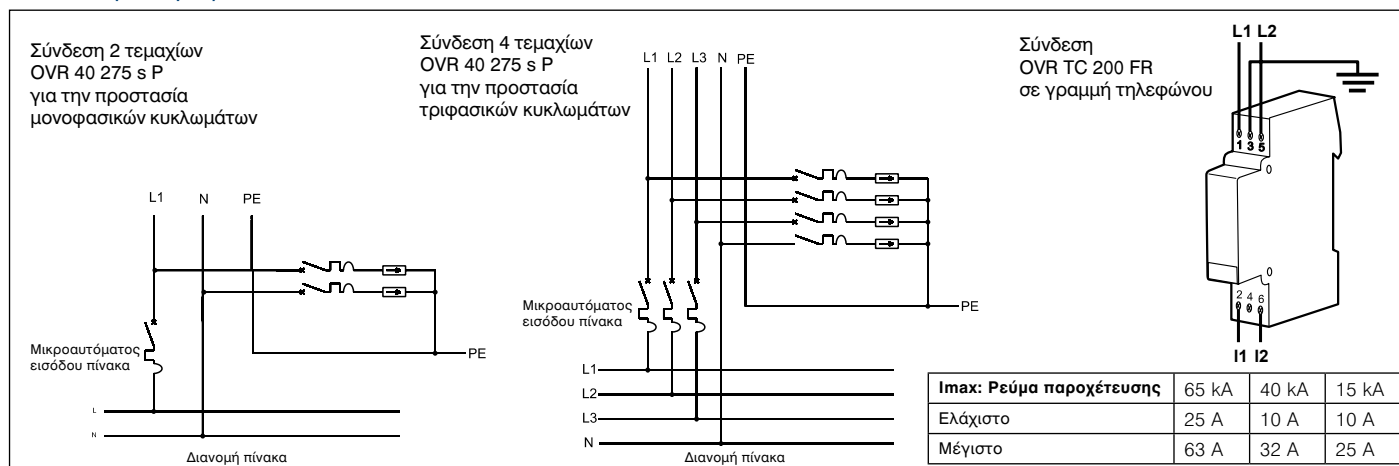 Σύνδεση 2 τεμαχίων
OVR 40 275 s P
για την προστασία
μονοφασικών κυκλωμάτων
L1 N PE
Μικροαυτόματος
εισόδου πίνακα
PE
L
N
Διανομή πίνακα
Σύνδεση 4 τεμαχίων
OVR 40 275 s P
για την προστασία
τριφασικών κυκλωμάτων
L1 L2 L3 N PE
Μικροαυτόματος
εισόδου πίνακα
PE
L1
L2
L3
N
Διανομή πίνακα
Σύνδεση
OVR TC 200 FR
σε γραμμή τηλεφώνου
L1 L2
1 3 5
2 4 6
I1 I2
Imax: Ρεύμα παροχέτευσης 65 kA 40 kA 15 kA
Ελάχιστο 25 A 10 A 10 A
Μέγιστο 63 A 32 A 25 A